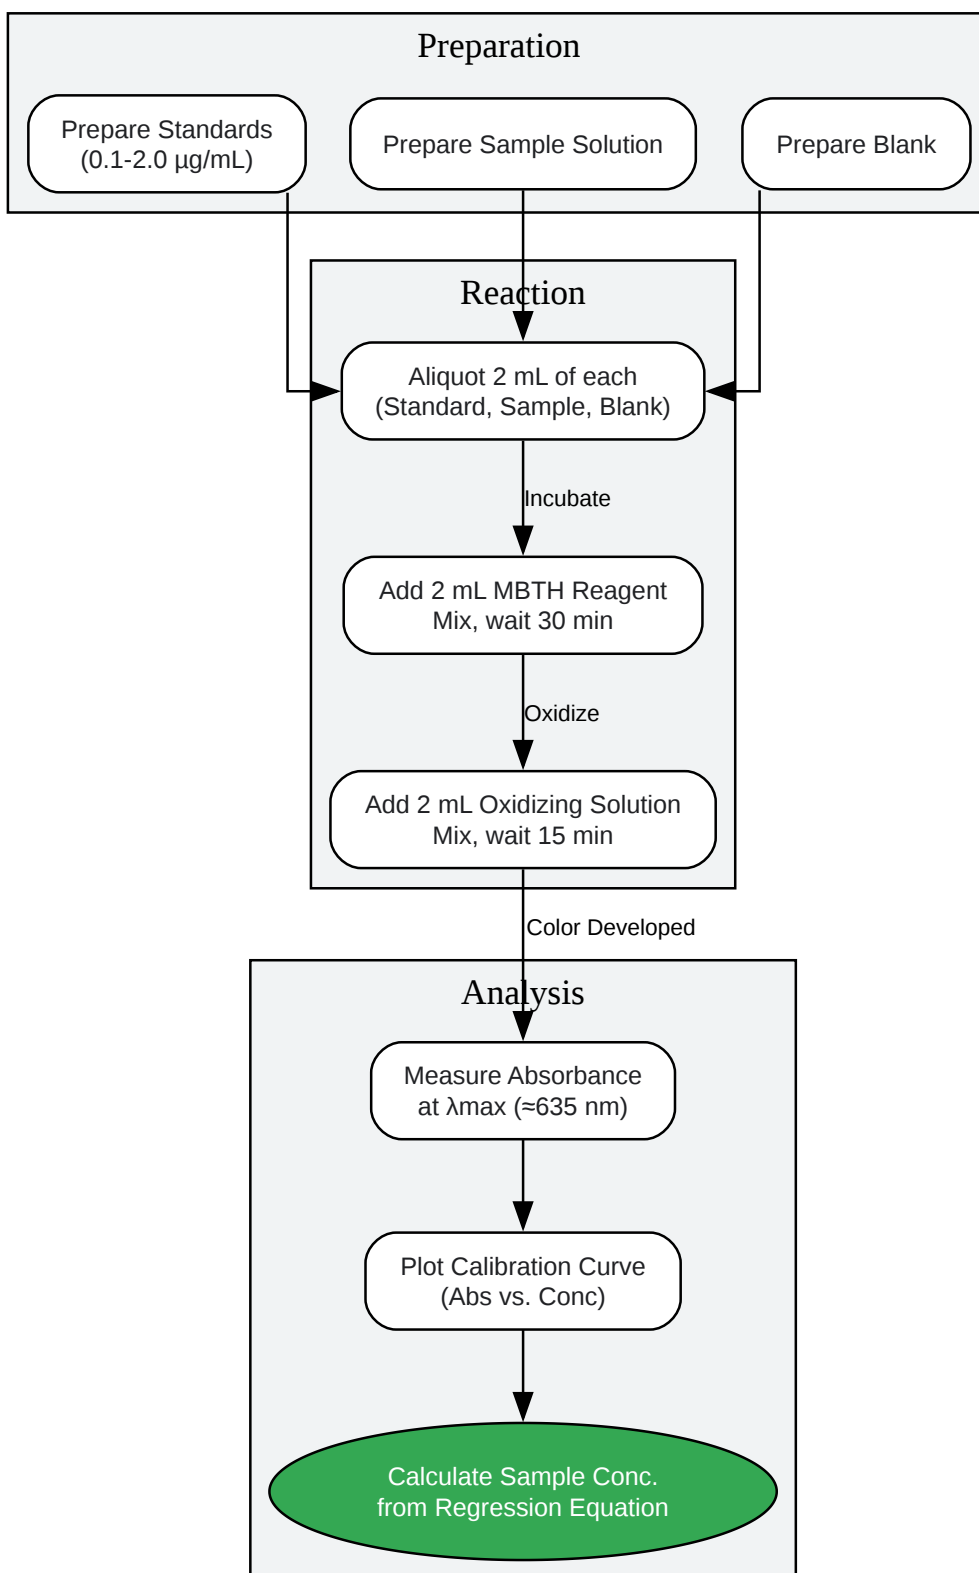 Preparation
Prepare Standards
(0.1-2.0 µg/mL)
Prepare Sample Solution
Prepare Blank
Reaction
Aliquot 2 mL of each
(Standard, Sample, Blank)
Incubate
Add 2 mL MBTH Reagent
Mix, wait 30 min
Oxidize
Add 2 mL Oxidizing Solution
Mix, wait 15 min
Color Developed
Analysis
Measure Absorbance
at λmax (≈635 nm)
Plot Calibration Curve
(Abs vs. Conc)
Calculate Sample Conc.
from Regression Equation